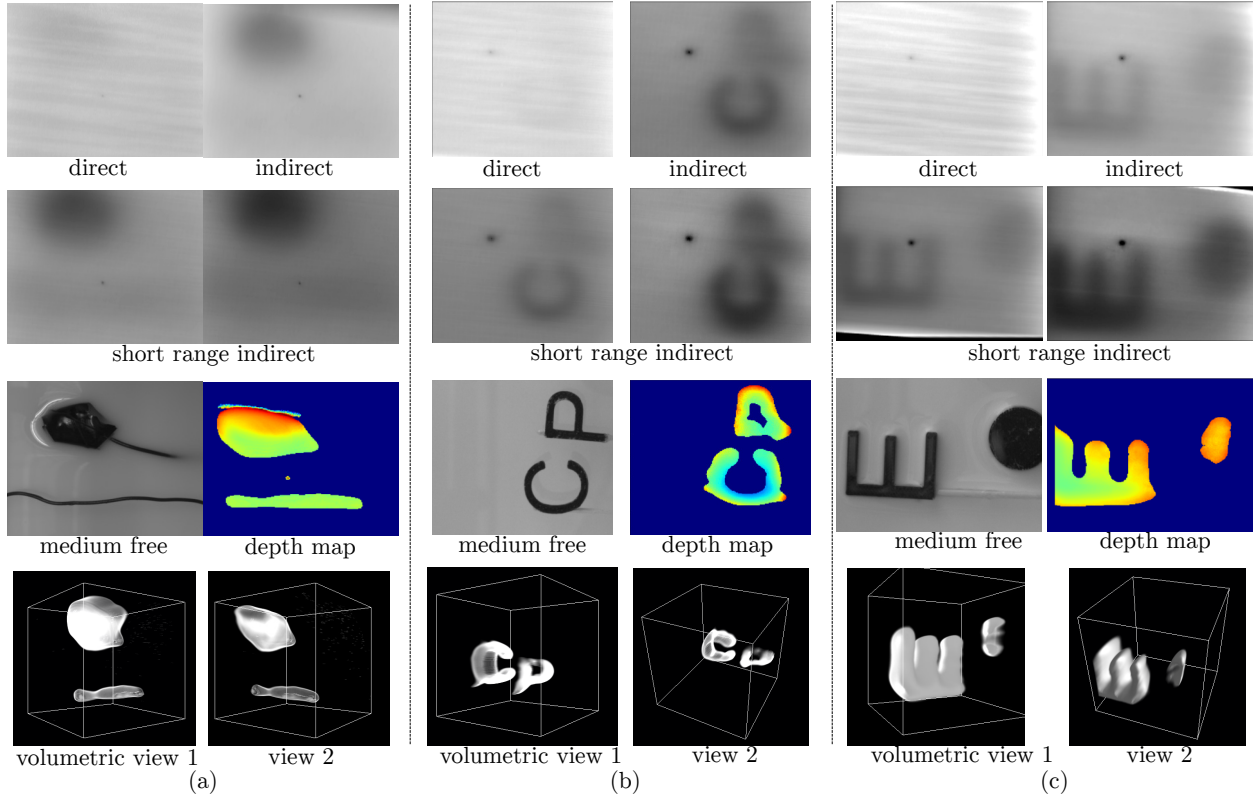 direct indirect
direct indirect
direct indirect
short range indirect
short range indirect
short range indirect
C P
E
medium free depth map
medium free depth map
medium free depth map
volumetric view 1 view 2
volumetric view 1 view 2
volumetric view 1 view 2
(a)
(b)
(c)